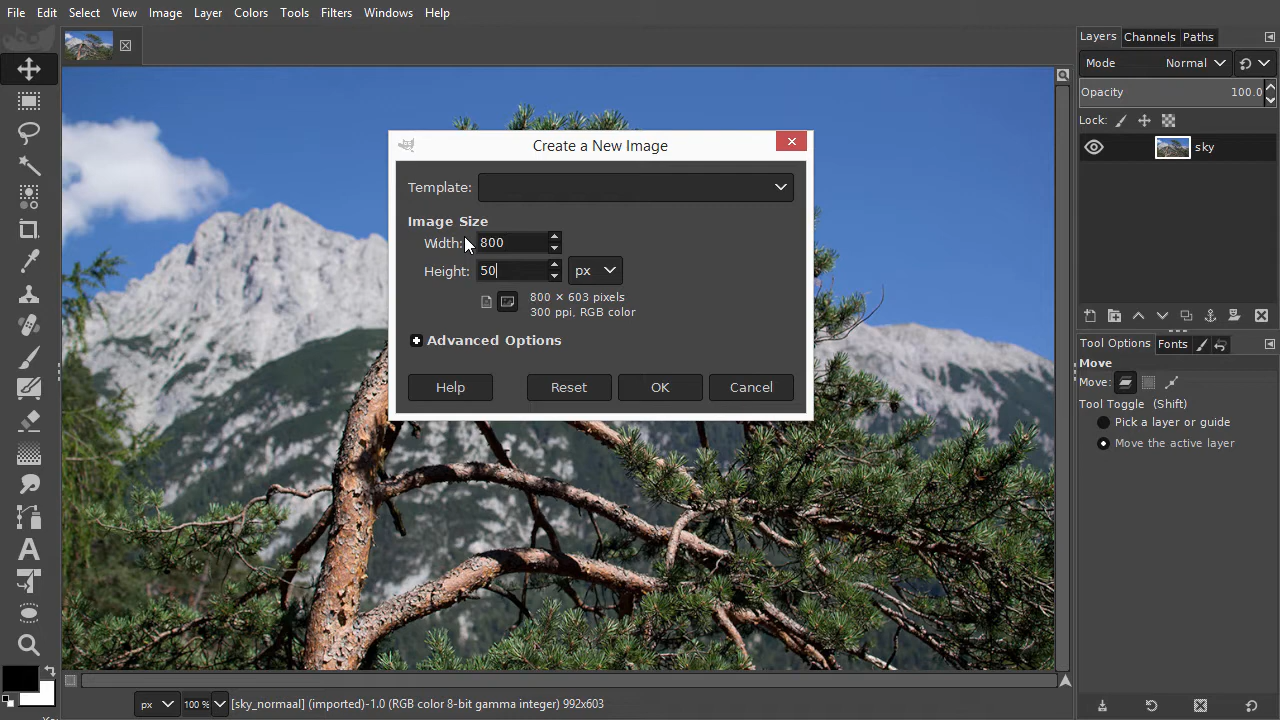 File Edit Select View Image Layer Colors Tools Filters Windows Help
Layers Channels Paths
Mode Normal
Opacity 100.0
Lock:
sky
Create a New Image
Template:
Image Size
Width: 800
Height: 50 px
800 × 603 pixels
300 ppi, RGB color
Advanced Options
Help Reset OK Cancel
Tool Options Fonts
Move
Move:
Tool Toggle (Shift)
Pick a layer or guide
Move the active layer
px 100 % [sky_normaal] (imported)-1.0 (RGB color 8-bit gamma integer) 992x603